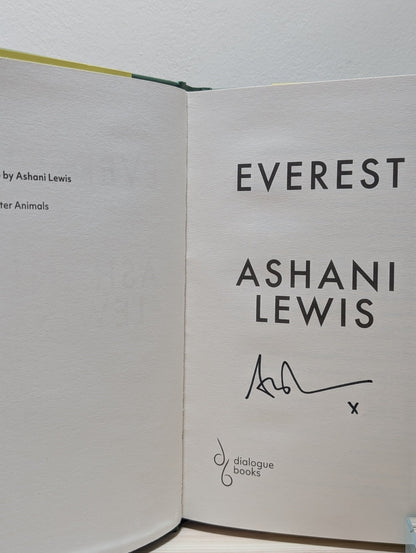 by Ashani Lewis
ter Animals
EVEREST
ASHANI
LEWIS
x
dialogue
books